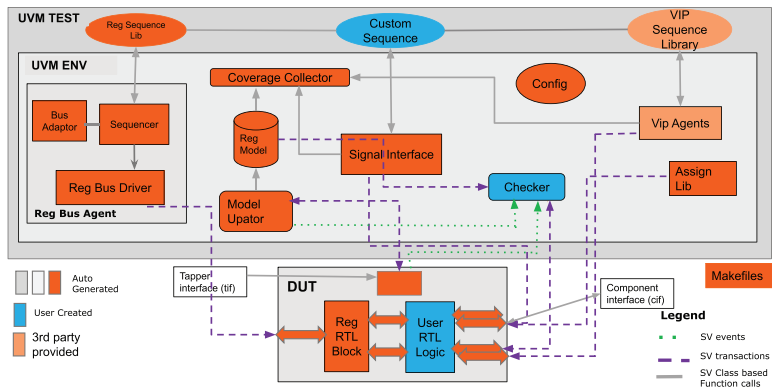 UVM TEST
Reg Sequence
Lib
Custom
Sequence
VIP
Sequence
Library
UVM ENV
Coverage Collector
Config
Bus
Adaptor
Sequencer
Reg
Model
Signal Interface
Vip Agents
Reg Bus Driver
Checker
Assign
Lib
Reg Bus Agent
Model
Upator
Auto
Generated
Tapper
interface (tif)
DUT
Makefiles
Component
interface (cif)
User Created
Reg
RTL
Block
User
RTL
Logic
Legend
3rd party
provided
SV events
SV transactions
SV Class based
Function calls